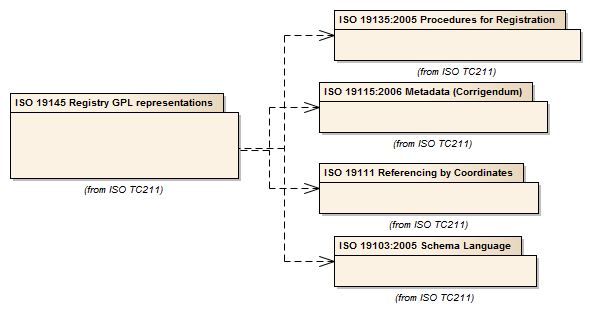 ISO 19135:2005 Procedures for Registration
(from ISO TC211)
ISO 19145 Registry GPL representations
(from ISO TC211)
ISO 19115:2006 Metadata (Corrigendum)
(from ISO TC211)
ISO 19111 Referencing by Coordinates
(from ISO TC211)
ISO 19103:2005 Schema Language
(from ISO TC211)